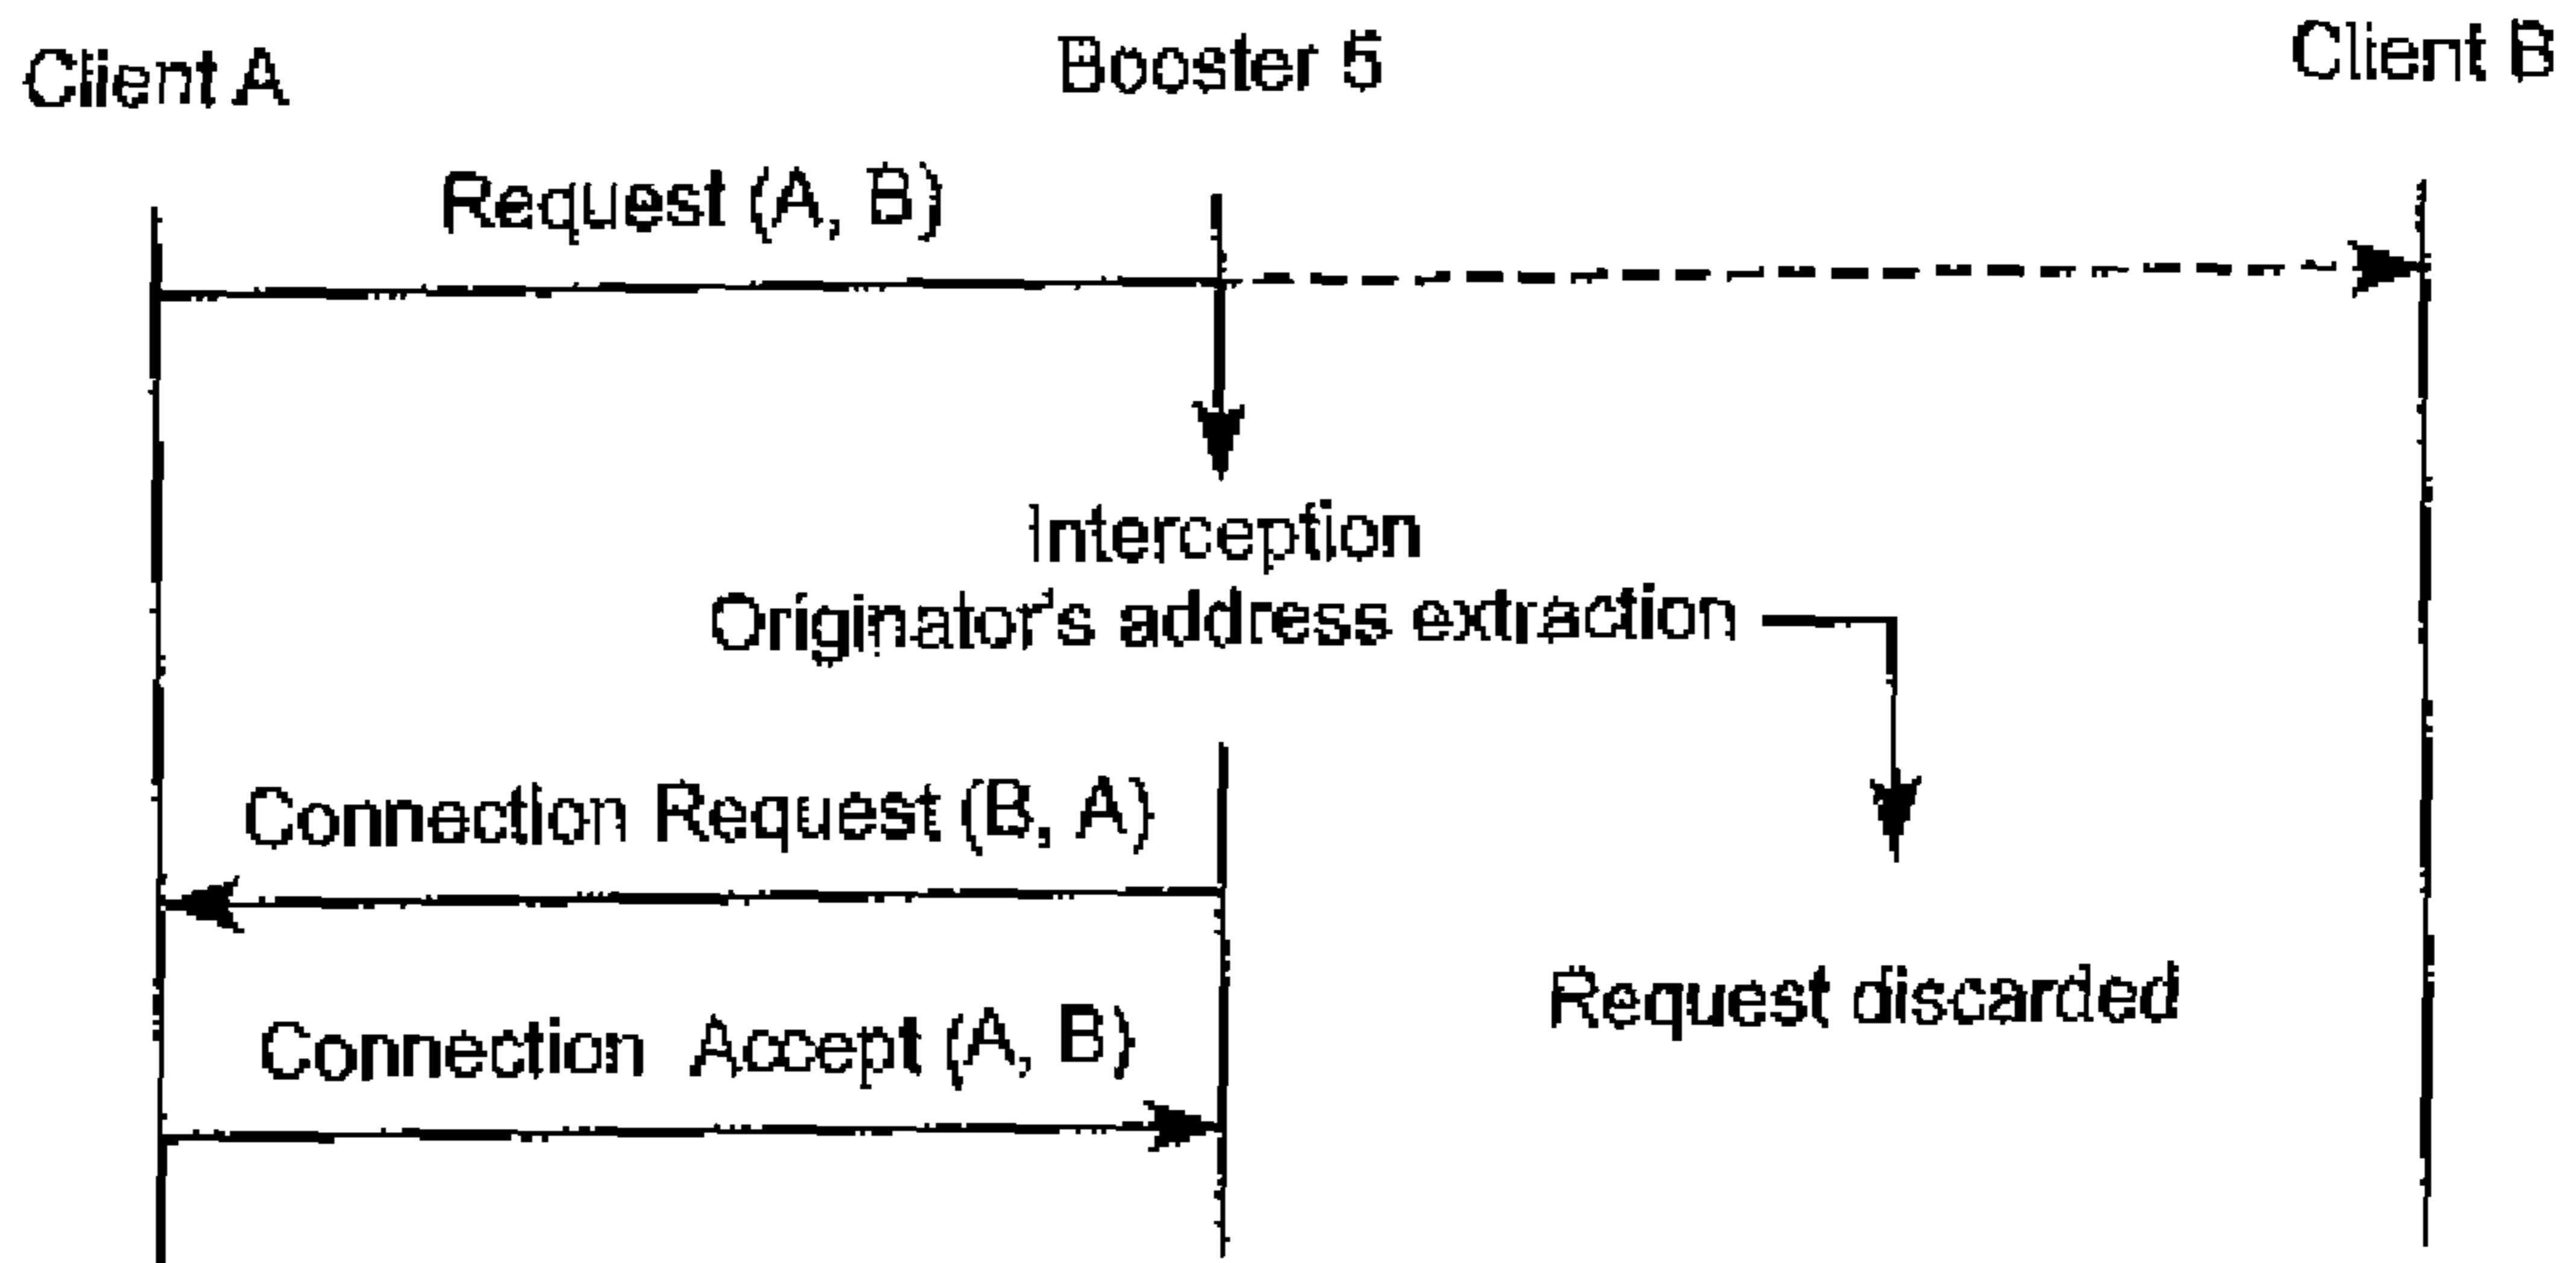 Client A
Booster 5
Client B
Request (A, B)
Interception
Originator's address extraction
Connection Request (B, A)
Request discarded
Connection Accept (A, B)